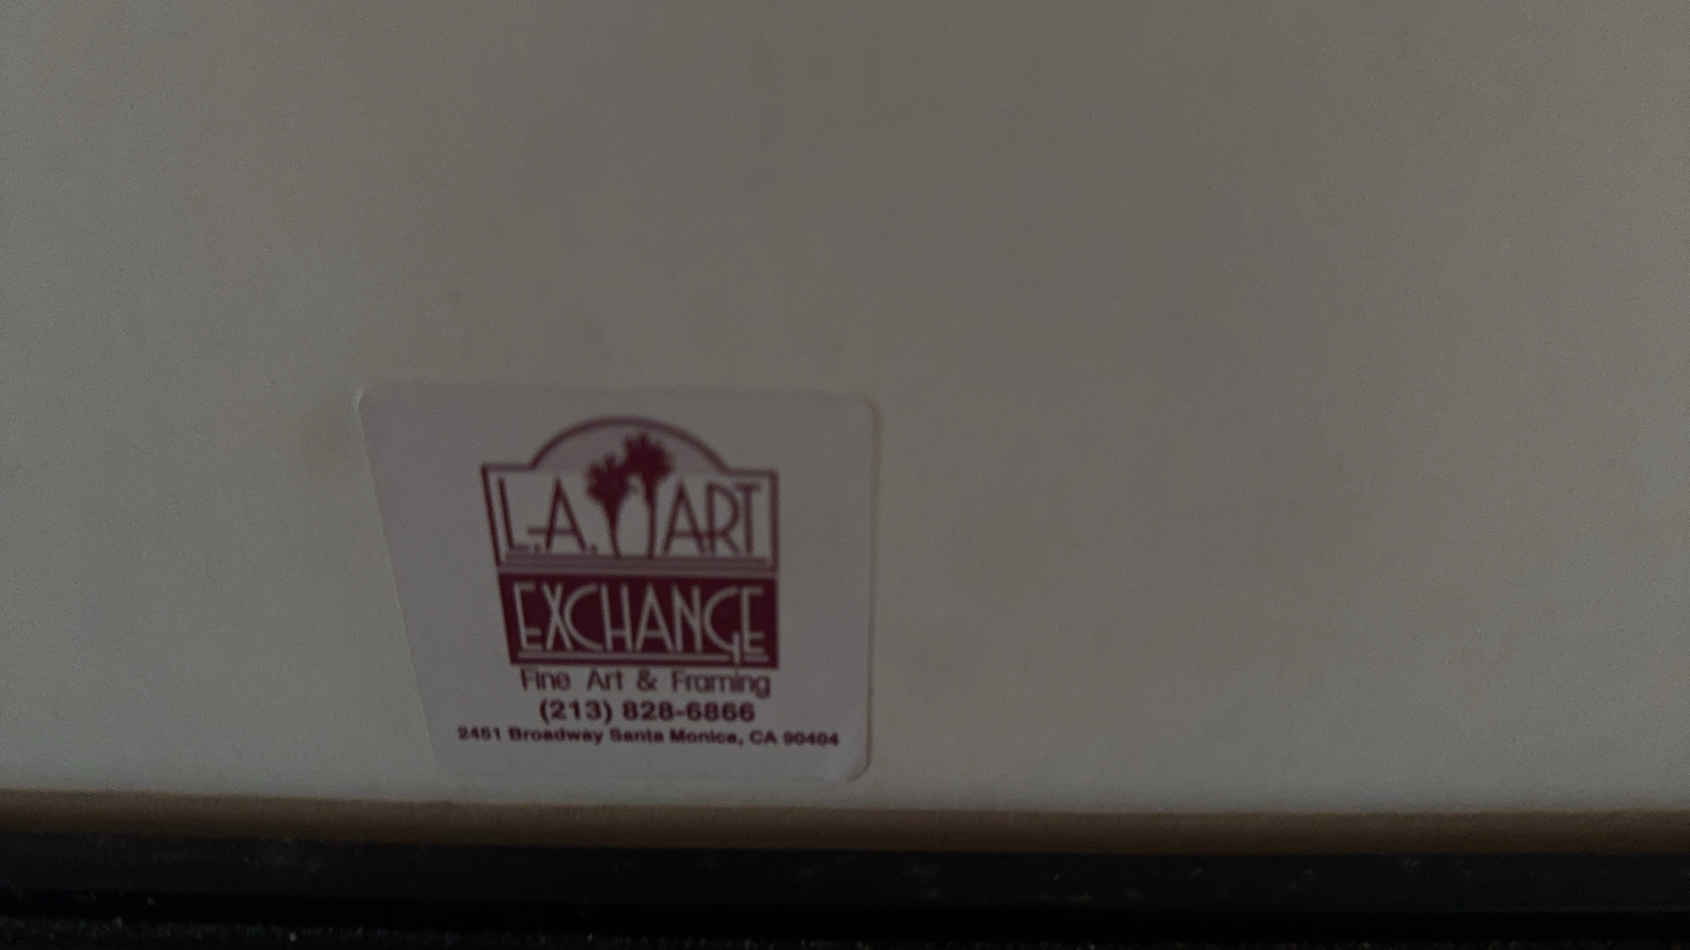 L.A. ART
EXCHANGE
Fine Art & Framing
(213) 828-6866
2451 Broadway Santa Monica, CA 90404